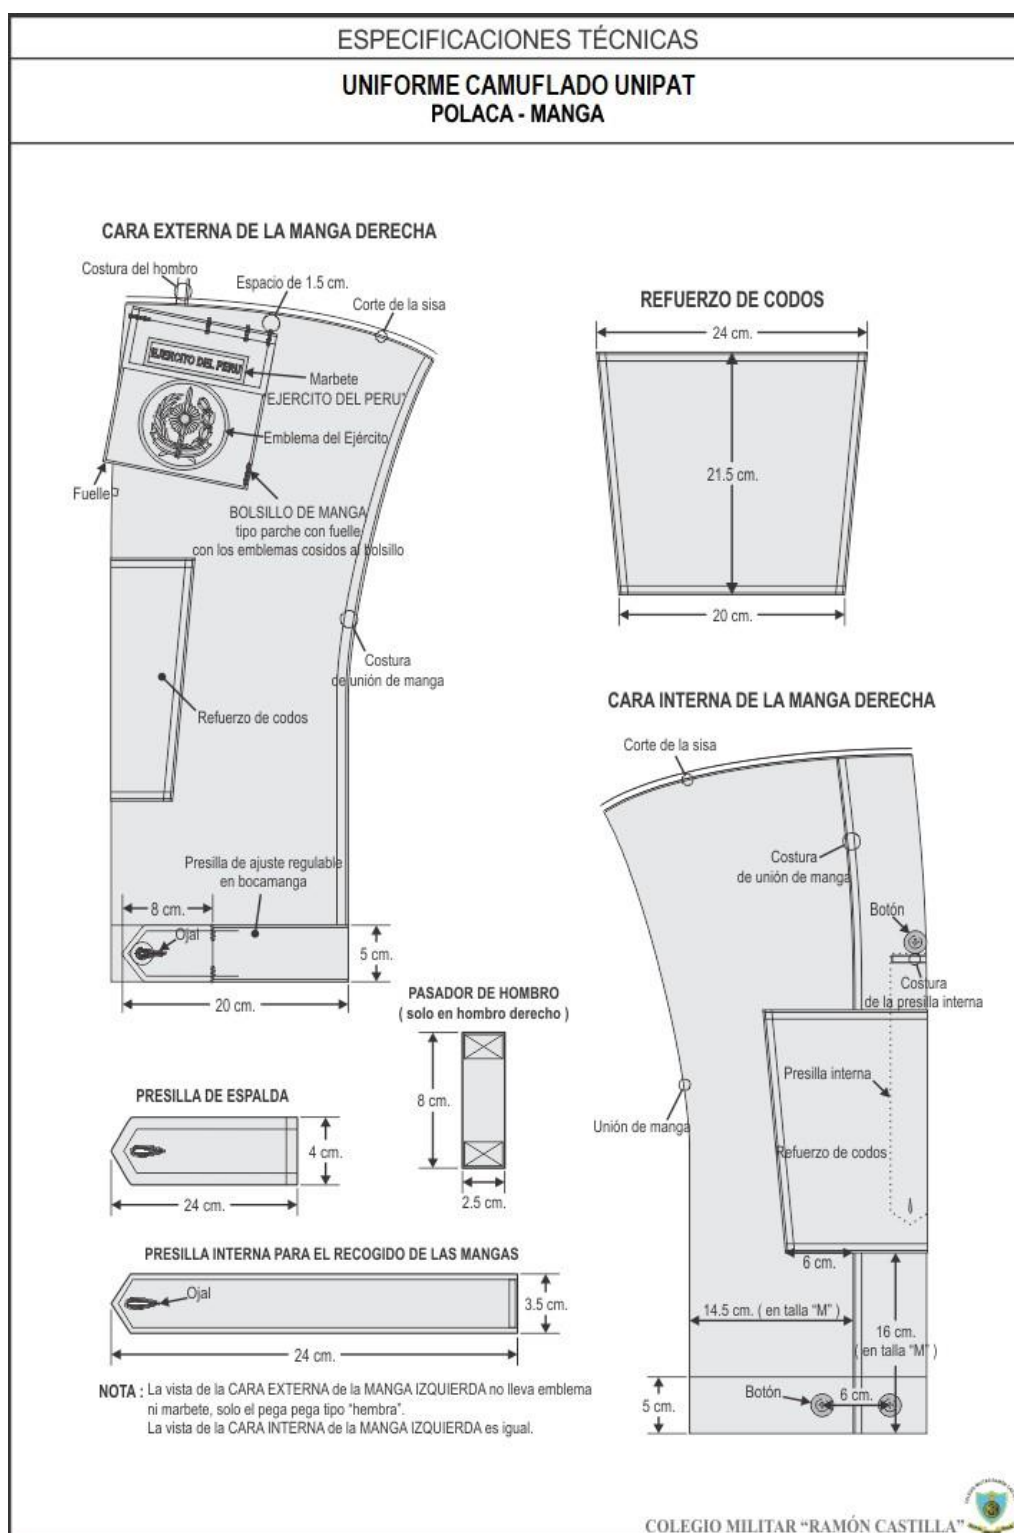 ESPECIFICACIONES TÉCNICAS
UNIFORME CAMUFLADO UNIPAT
POLACA - MANGA
CARA EXTERNA DE LA MANGA DERECHA
Costura del hombro
Espacio de 1.5 cm.
Corte de la sisa
EJERCITO DEL PERU
Marbete
"EJERCITO DEL PERU"
Emblema del Ejército
Fuelle
BOLSILLO DE MANGA
tipo parche con fuelle
con los emblemas cosidos al bolsillo
Costura
de unión de manga
Refuerzo de codos
Presilla de ajuste regulable
en bocamanga
8 cm.
Ojal
5 cm.
20 cm.
REFUERZO DE CODOS
24 cm.
21.5 cm.
20 cm.
CARA INTERNA DE LA MANGA DERECHA
Corte de la sisa
Costura
de unión de manga
Botón
Costura
de la presilla interna
Presilla interna
Unión de manga
Refuerzo de codos
6 cm.
14.5 cm. ( en talla "M" )
16 cm.
( en talla "M" )
Botón
6 cm.
5 cm.
PASADOR DE HOMBRO
( solo en hombro derecho )
8 cm.
2.5 cm.
PRESILLA DE ESPALDA
4 cm.
24 cm.
PRESILLA INTERNA PARA EL RECOGIDO DE LAS MANGAS
Ojal
3.5 cm.
24 cm.
NOTA : La vista de la CARA EXTERNA de la MANGA IZQUIERDA no lleva emblema
ni marbete, solo el pega pega tipo "hembra".
La vista de la CARA INTERNA de la MANGA IZQUIERDA es igual.
COLEGIO MILITAR "RAMÓN CASTILLA"